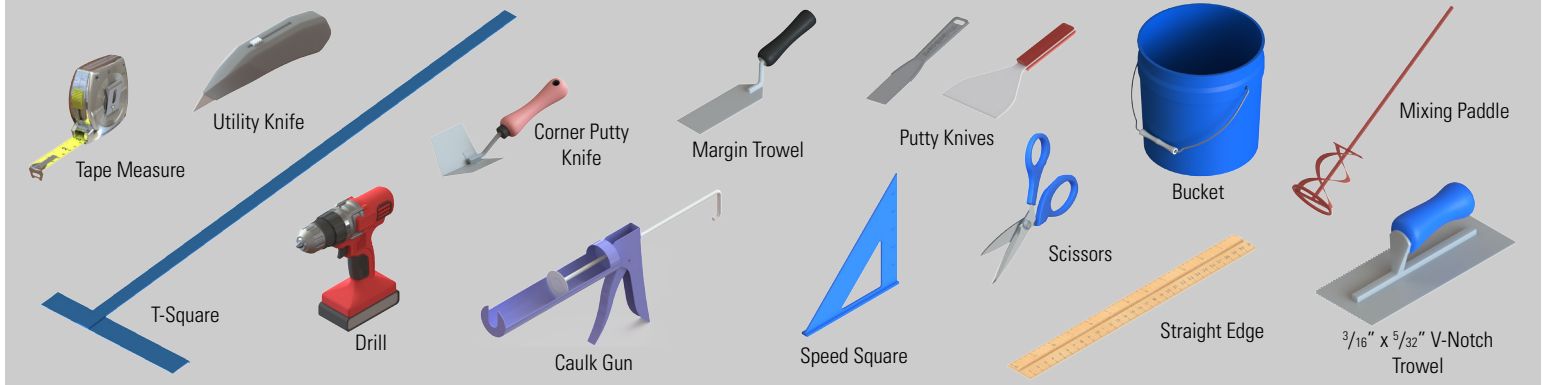 Tape Measure
Utility Knife
T-Square
Drill
Corner Putty
Knife
Caulk Gun
Margin Trowel
Putty Knives
Speed Square
Scissors
Bucket
Straight Edge
Mixing Paddle
3/16" x 5/32" V-Notch
Trowel